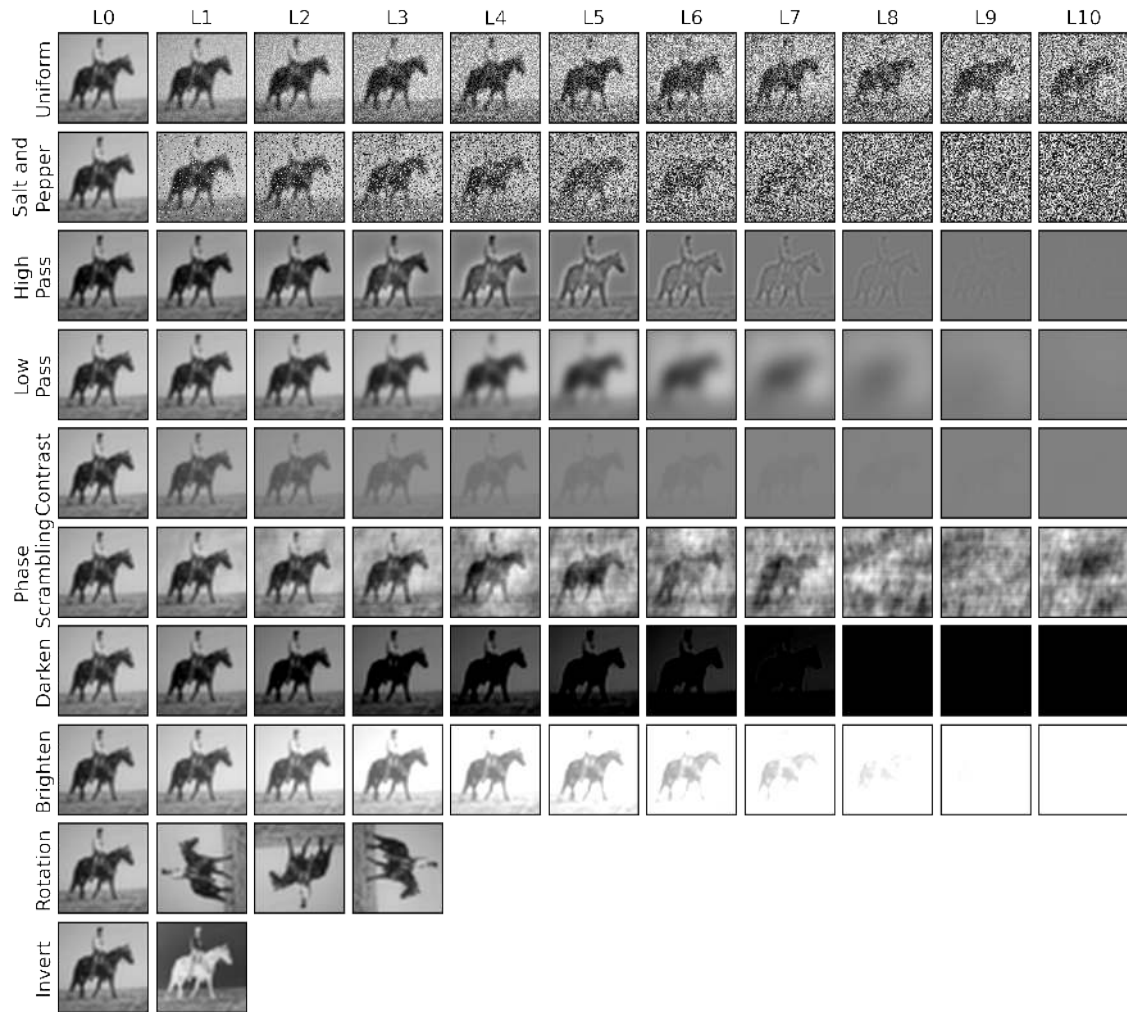 L0 L1 L2 L3 L4 L5 L6 L7 L8 L9 L10
Uniform
Salt and
Pepper
High
Pass
Low
Pass
Contrast
Phase
Scrambling
Darken
Brighten
Rotation
Invert